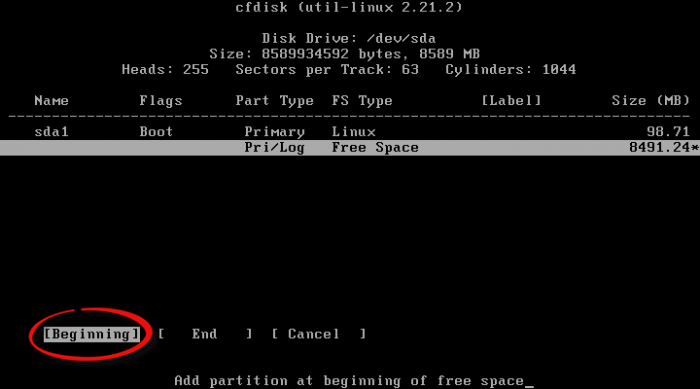 cfdisk (util-linux 2.21.2)
Disk Drive: /dev/sda
Size: 8589934592 bytes, 8589 MB
Heads: 255   Sectors per Track: 63   Cylinders: 1044
Name   Flags   Part Type   FS Type   [Label]   Size (MB)
sda1   Boot   Primary   Linux   98.71
Pri/Log   Free Space   8491.24*
[Beginning]   [   End   ]   [ Cancel   ]
Add partition at beginning of free space_